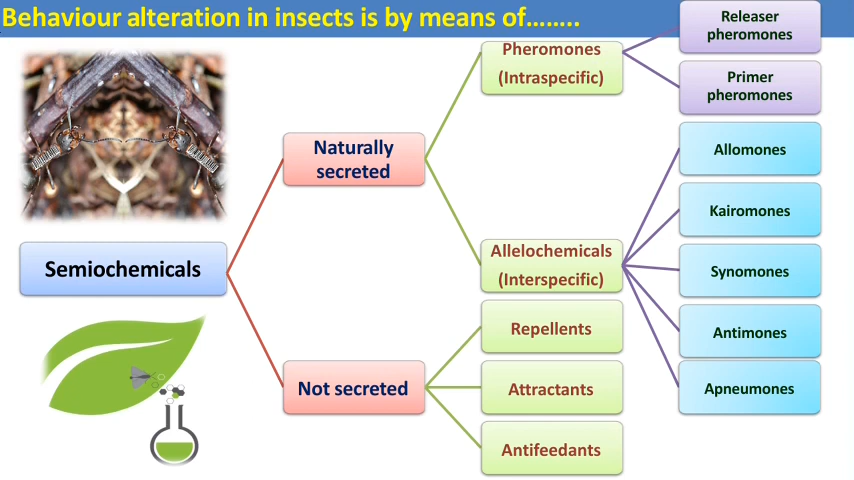 Behaviour alteration in insects is by means of……..
Releaser
pheromones
Pheromones
(Intraspecific)
Primer
pheromones
Naturally
secreted
Allomones
Kairomones
Semiochemicals
Allelochemicals
(Interspecific)
Synomones
Repellents
Antimones
Not secreted
Attractants
Apneumones
Antifeedants